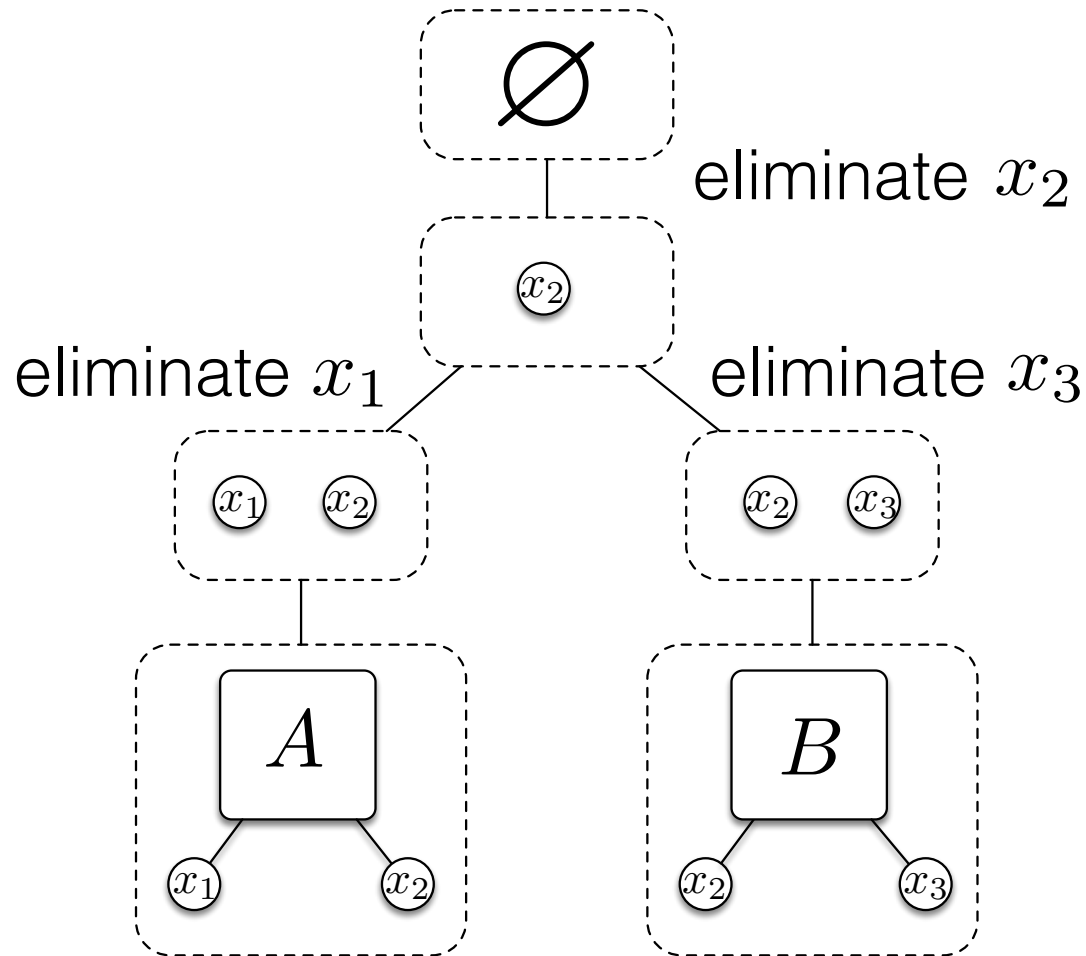 ∅
eliminate x₂
x₂
eliminate x₁
eliminate x₃
x₁ x₂
x₂ x₃
A
B
x₁ x₂
x₂ x₃